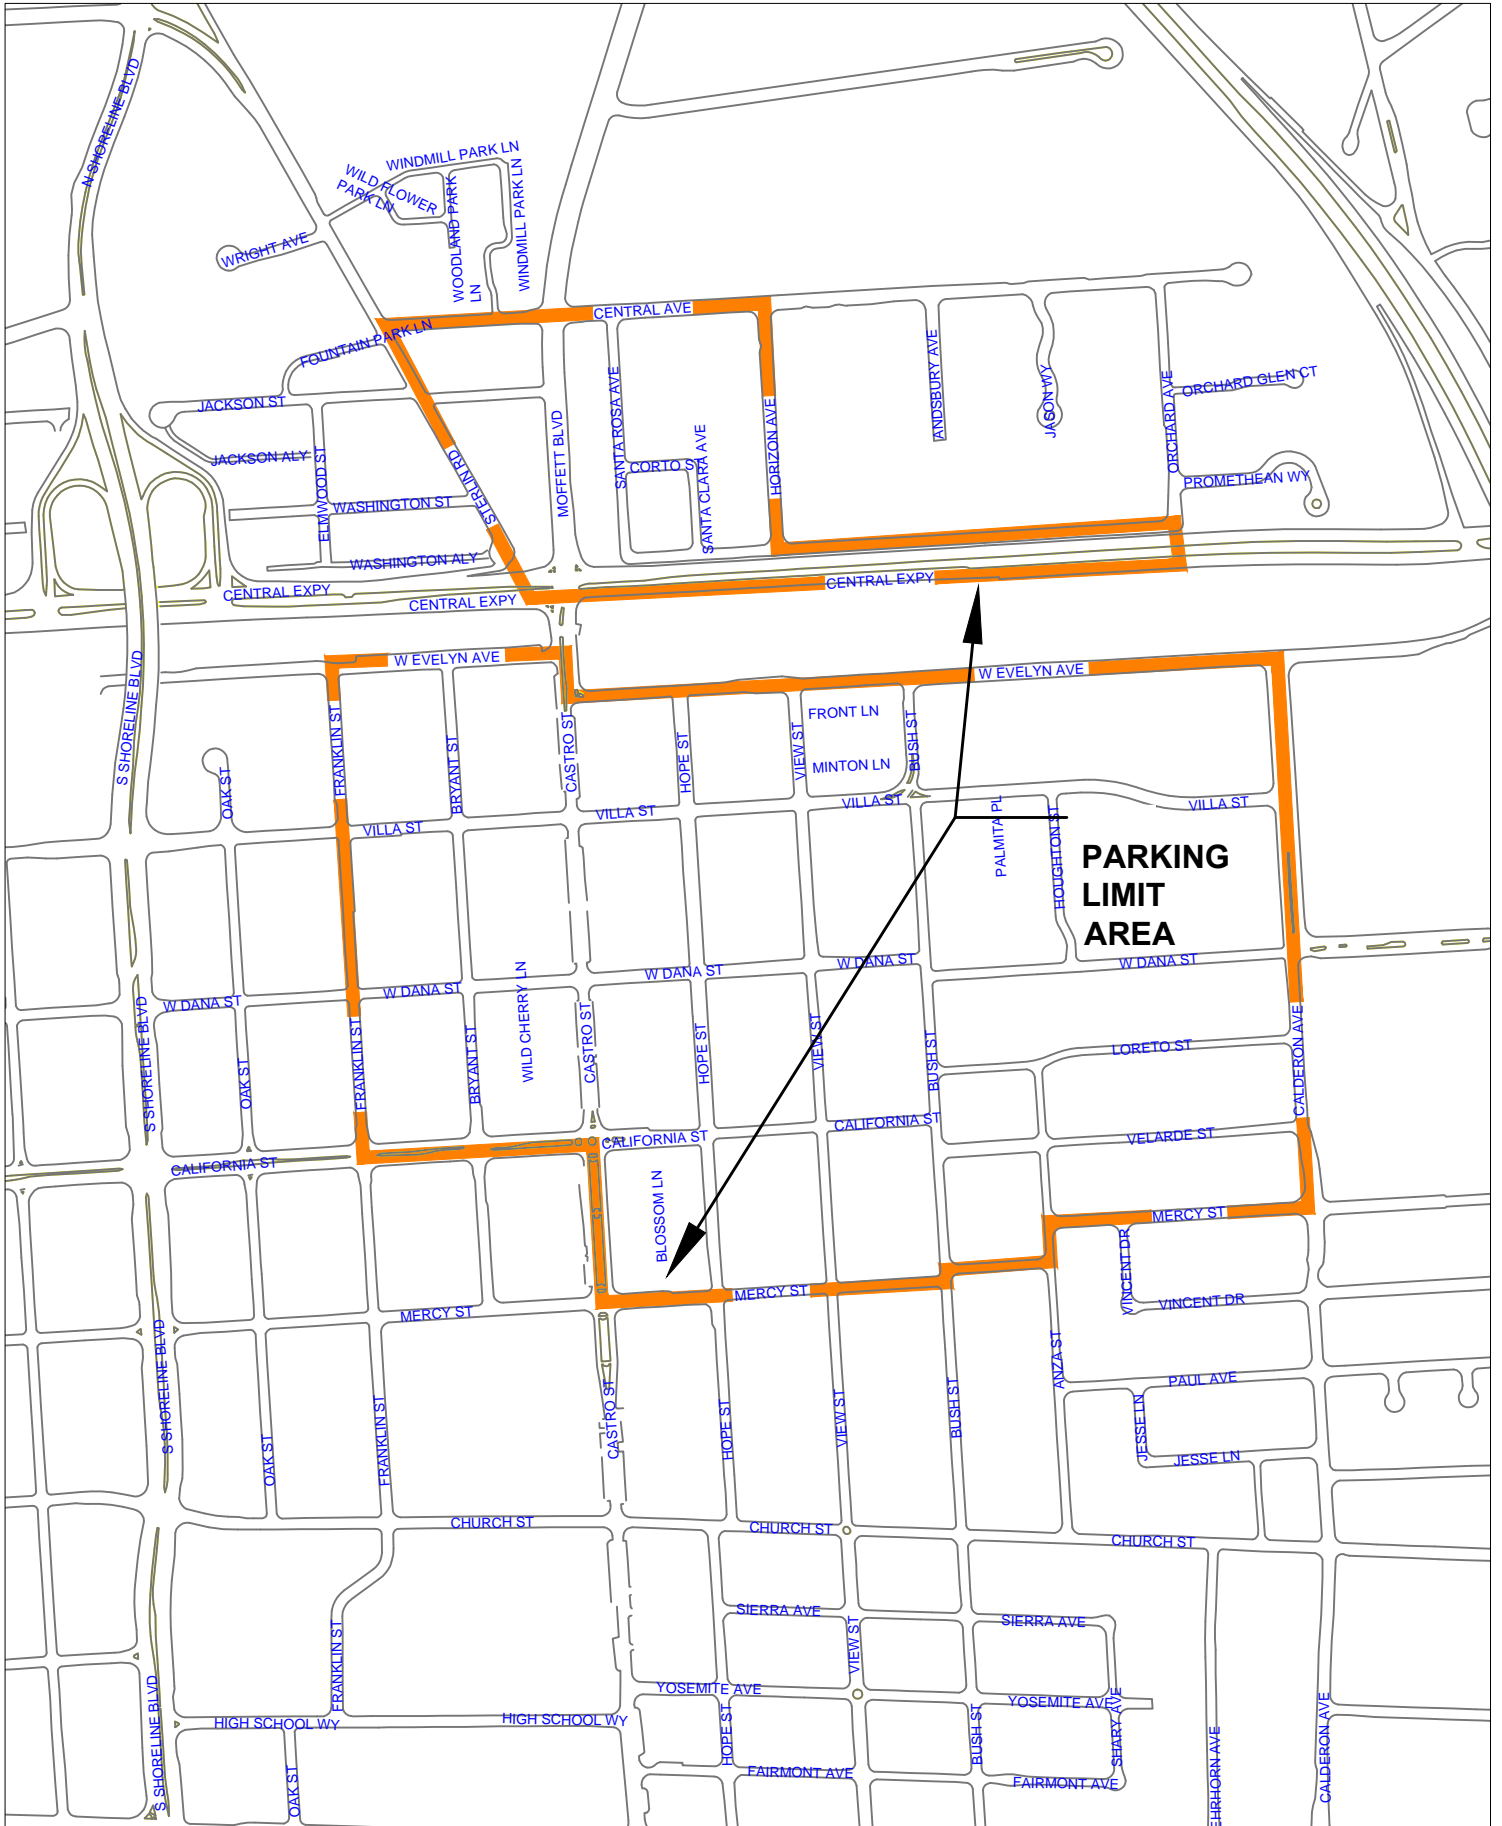 N SHORELINE BLVD
WINDMILL PARK LN
WILD FLOWER
PARK LN
WOODLAND PARK
LN
WINDMILL PARK LN
WRIGHT AVE
CENTRAL AVE
FOUNTAIN PARK LN
JACKSON ST
JACKSON ALY
ELMWOOD ST
WASHINGTON ST
WASHINGTON ALY
STERLIN RD
MOFFETT BLVD
SANTA ROSA AVE
CORTO ST
SANTA CLARA AVE
HORIZON AVE
ANDSBURY AVE
JASON WY
ORCHARD AVE
ORCHARD GLEN CT
PROMETHEAN WY
CENTRAL EXPY
CENTRAL EXPY
CENTRAL EXPY
W EVELYN AVE
W EVELYN AVE
S SHORELINE BLVD
OAK ST
FRANKLIN ST
BRYANT ST
CASTRO ST
HOPE ST
VIEW ST
FRONT LN
MINTON LN
BUSH ST
VILLA ST
VILLA ST
VILLA ST
VILLA ST
PALMITA PL
HOUGHTON ST
PARKING
LIMIT
AREA
W DANA ST
W DANA ST
W DANA ST
W DANA ST
W DANA ST
S SHORELINE BLVD
OAK ST
FRANKLIN ST
BRYANT ST
WILD CHERRY LN
CASTRO ST
HOPE ST
VIEW ST
BUSH ST
LORETO ST
CALDERON AVE
CALIFORNIA ST
CALIFORNIA ST
CALIFORNIA ST
VELARDE ST
BLOSSOM LN
MERCY ST
MERCY ST
MERCY ST
VINCENT DR
VINCENT DR
S SHORELINE BLVD
OAK ST
FRANKLIN ST
CASTRO ST
HOPE ST
VIEW ST
BUSH ST
ANZA ST
PAUL AVE
JESSE LN
JESSE LN
CHURCH ST
CHURCH ST
CHURCH ST
SIERRA AVE
SIERRA AVE
FRANKLIN ST
VIEW ST
YOSEMITE AVE
YOSEMITE AVE
S SHORELINE BLVD
HIGH SCHOOL WY
HIGH SCHOOL WY
OAK ST
HOPE ST
BUSH ST
SHARY AVE
FAIRMONT AVE
FAIRMONT AVE
EHRHORN AVE
CALDERON AVE